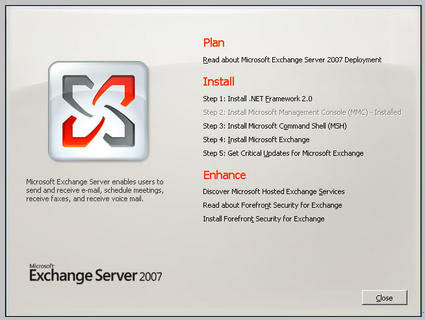 Plan
Read about Microsoft Exchange Server 2007 Deployment
Install
Step 1: Install .NET Framework 2.0
Step 2: Install Microsoft Management Console (MMC) - Installed
Step 3: Install Microsoft Command Shell (MSH)
Step 4: Install Microsoft Exchange
Step 5: Get Critical Updates for Microsoft Exchange
Enhance
Discover Microsoft Hosted Exchange Services
Read about Forefront Security for Exchange
Install Forefront Security for Exchange
Microsoft Exchange Server enables users to
send and receive e-mail, schedule meetings,
receive faxes, and receive voice mail.
Microsoft
Exchange Server 2007
Close